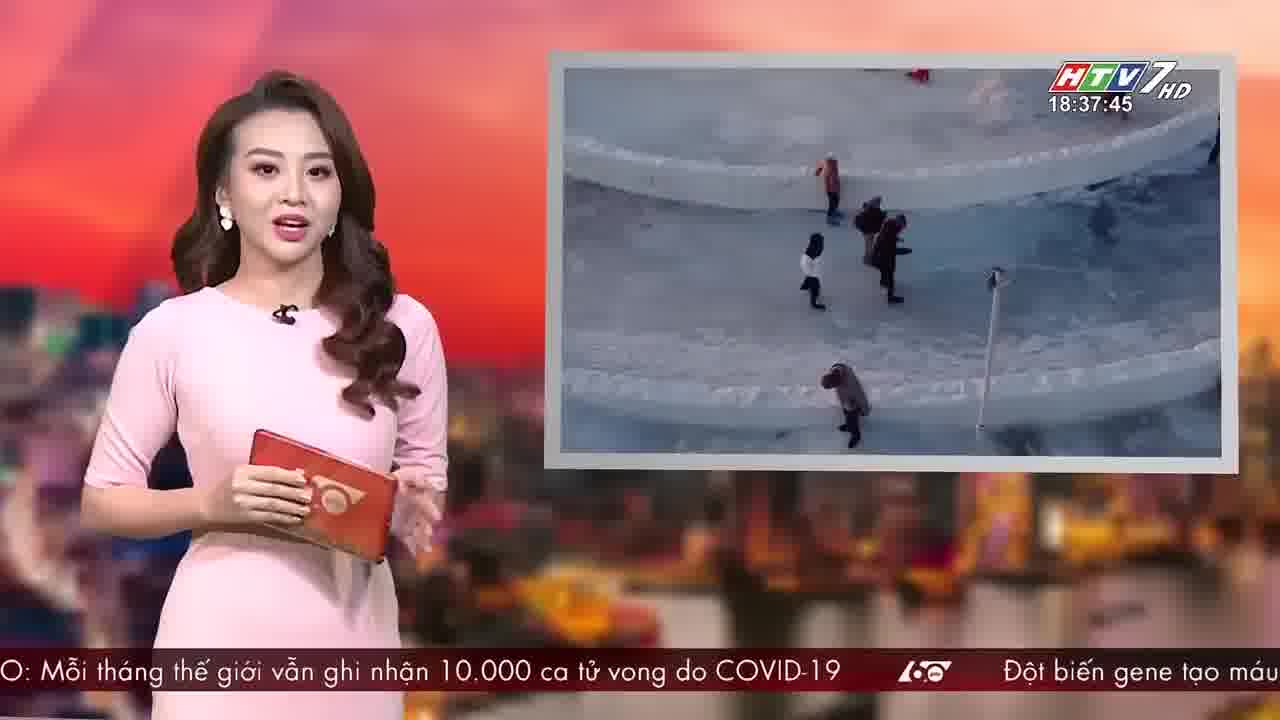 HTV7 HD
18:37:45
O: Mỗi tháng thế giới vẫn ghi nhận 10.000 ca tử vong do COVID-19 60 Đột biến gene tạo máu